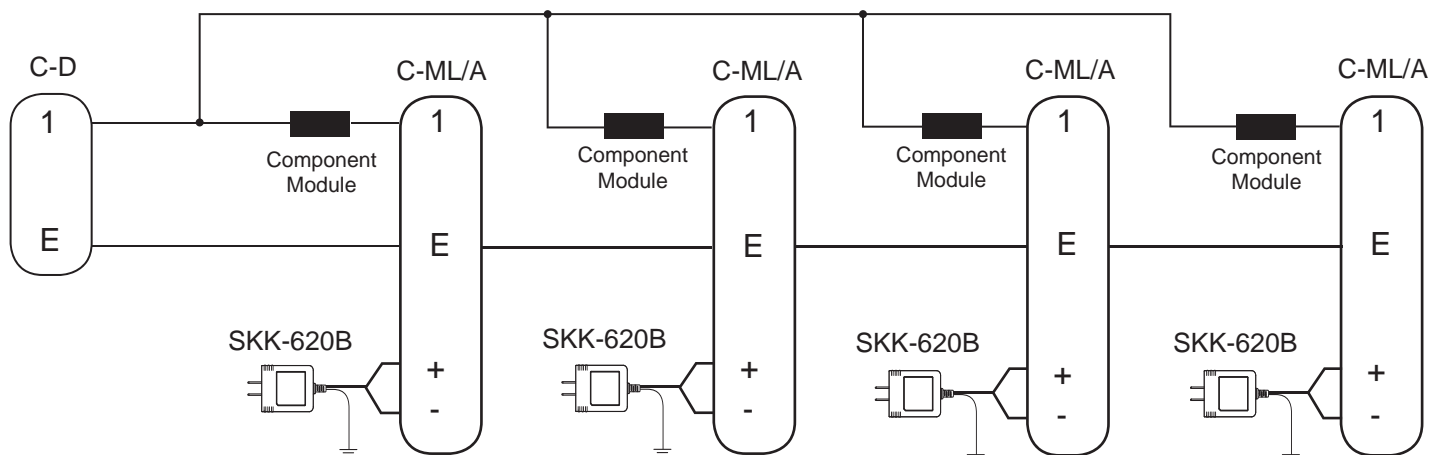 C-D
1
E
C-ML/A
1
E
+
-
Component
Module
SKK-620B
C-ML/A
1
E
+
-
Component
Module
SKK-620B
C-ML/A
1
E
+
-
Component
Module
SKK-620B
C-ML/A
1
E
+
-
Component
Module
SKK-620B